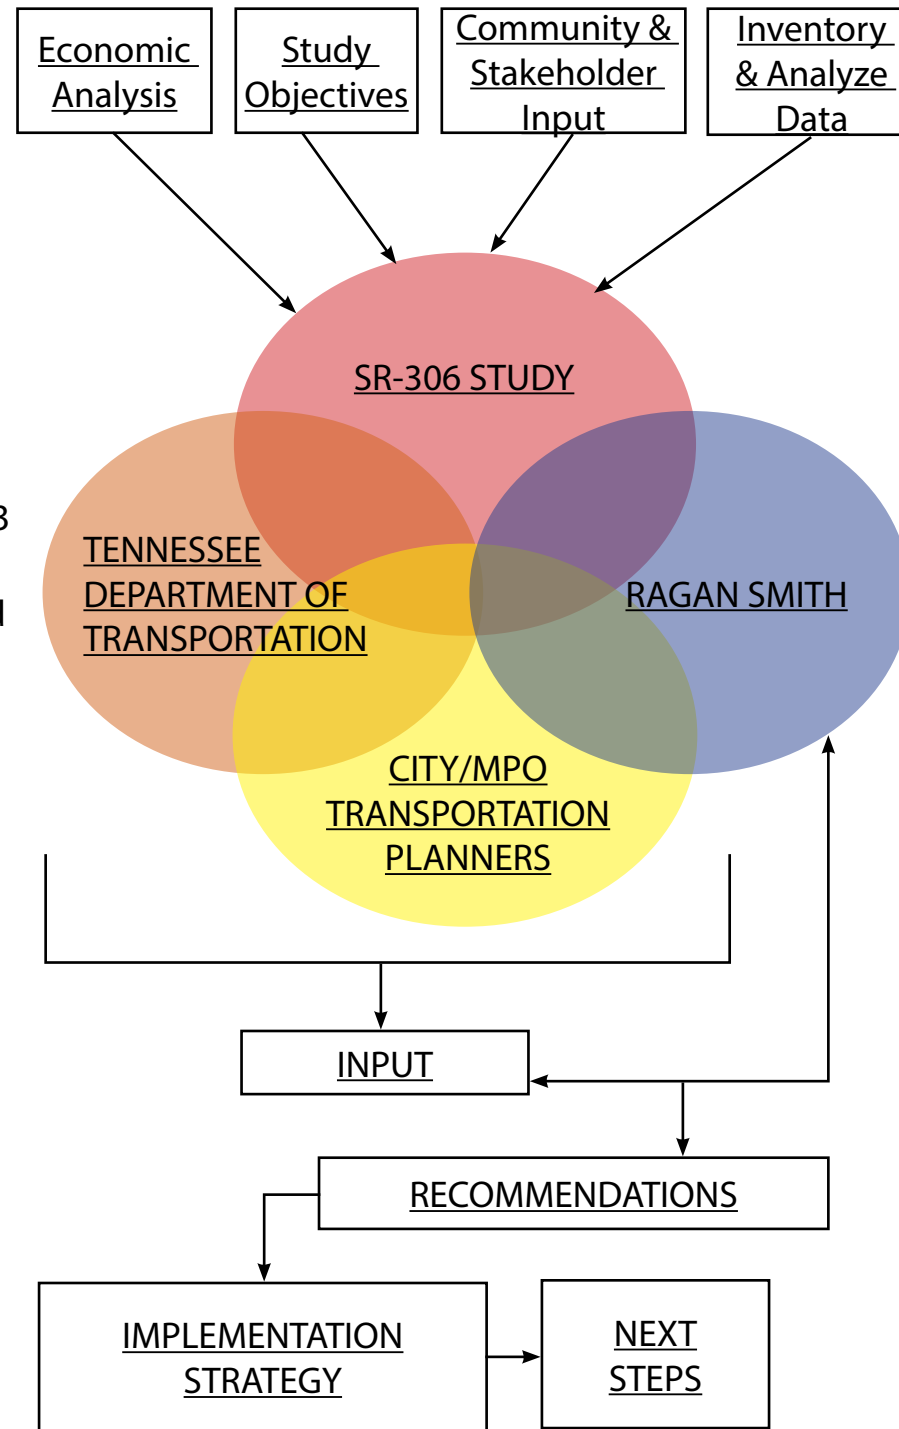 Economic
Analysis
Study
Objectives
Community &
Stakeholder
Input
Inventory
& Analyze
Data
SR-306 STUDY
TENNESSEE
DEPARTMENT OF
TRANSPORTATION
RAGAN SMITH
CITY/MPO
TRANSPORTATION
PLANNERS
INPUT
RECOMMENDATIONS
IMPLEMENTATION
STRATEGY
NEXT
STEPS